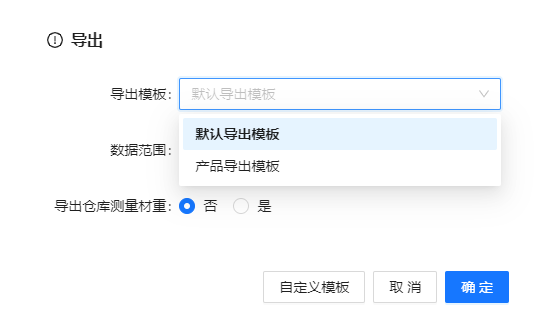 导出
导出模板: 默认导出模板
默认导出模板
数据范围:
产品导出模板
导出仓库测量材重: 否 是
自定义模板 取 消 确 定